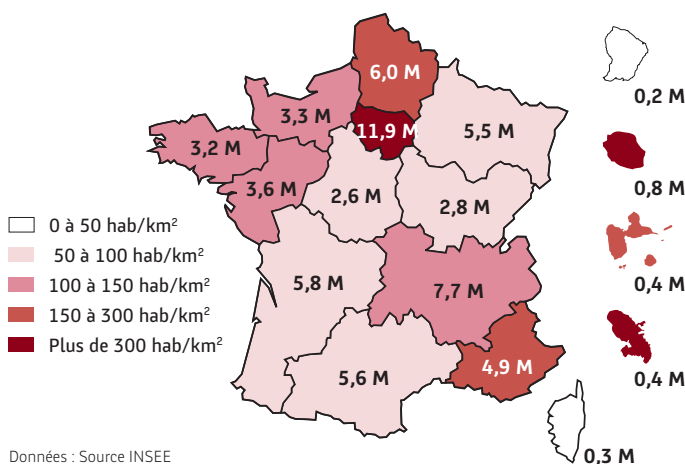 6,0 M
0,2 M
3,3 M
11,9 M
5,5 M
3,2 M
0,8 M
3,6 M
2,6 M
2,8 M
0 à 50 hab/km²
50 à 100 hab/km²
100 à 150 hab/km²
150 à 300 hab/km²
Plus de 300 hab/km²
5,8 M
7,7 M
0,4 M
5,6 M
4,9 M
0,4 M
0,3 M
Données : Source INSEE